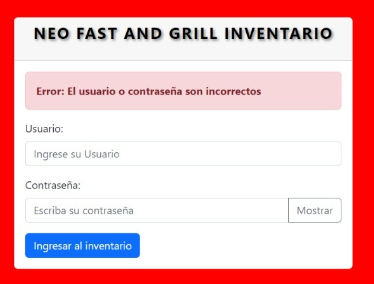 NEO FAST AND GRILL INVENTARIO
Error: El usuario o contraseña son incorrectos
Usuario:
Ingrese su Usuario
Contraseña:
Escriba su contraseña
Mostrar
Ingresar al inventario